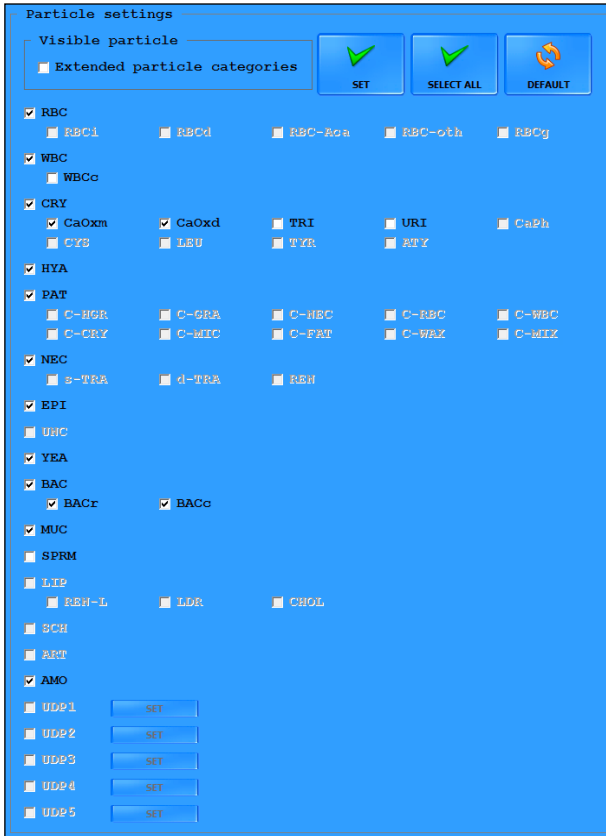 Particle settings
Visible particle
Extended particle categories
SET SELECT ALL DEFAULT
RBC
RBCi RBCd RBC-Aca RBC-oth RBCg
WBC
WBCc
CRY
CaOxm CaOxd TRI URI CaPh
CYS LEU TYR ATY
HYA
PAT
C-HGR C-GRA C-NEC C-RBC C-WBC
C-CRY C-MIC C-FAT C-WAX C-MIX
NEC
s-TRA d-TRA REN
EPI
UNC
YEA
BAC
BACr BACc
MUC
SPRM
LIP
REN-L LDR CHOL
SCH
ART
AMO
UDP1 SET
UDP2 SET
UDP3 SET
UDP4 SET
UDP5 SET